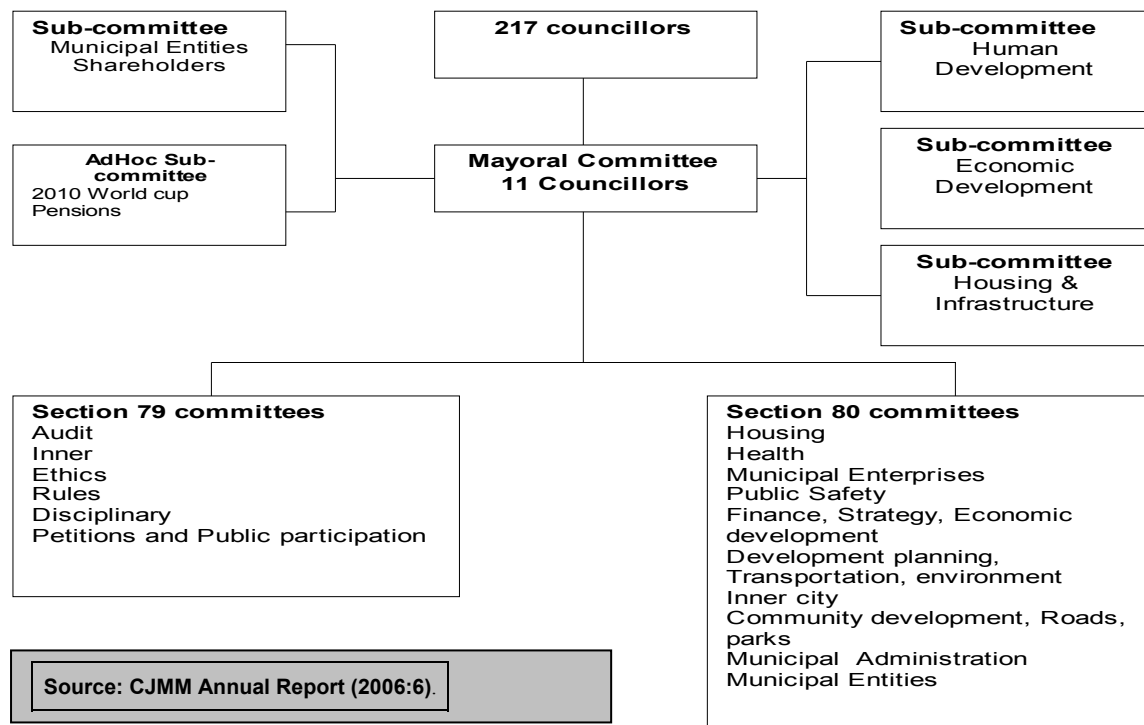 Sub-committee
Municipal Entities
Shareholders
217 councillors
Sub-committee
Human
Development
AdHoc Sub-
committee
2010 World cup
Pensions
Mayoral Committee
11 Councillors
Sub-committee
Economic
Development
Sub-committee
Housing &
Infrastructure
Section 79 committees
Audit
Inner
Ethics
Rules
Disciplinary
Petitions and Public participation
Section 80 committees
Housing
Health
Municipal Enterprises
Public Safety
Finance, Strategy, Economic
development
Development planning,
Transportation, environment
Inner city
Community development, Roads,
parks
Municipal Administration
Municipal Entities
Source: CJMM Annual Report (2006:6).